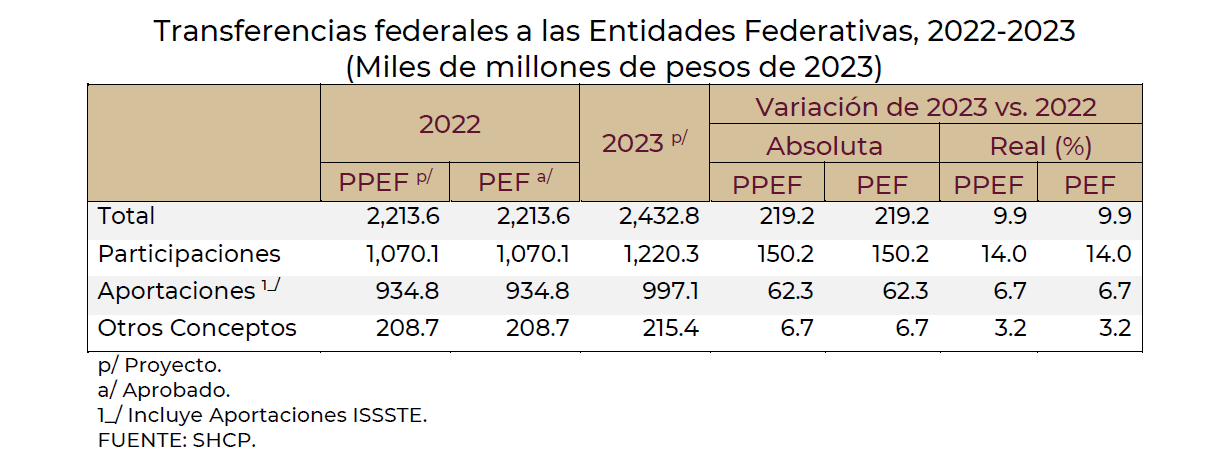 Transferencias federales a las Entidades Federativas, 2022-2023
(Miles de millones de pesos de 2023)
2022 2023 p/ Variación de 2023 vs. 2022
Absoluta Real (%)
PPEF p/ PEF a/ PPEF PEF PPEF PEF
Total 2,213.6 2,213.6 2,432.8 219.2 219.2 9.9 9.9
Participaciones 1,070.1 1,070.1 1,220.3 150.2 150.2 14.0 14.0
Aportaciones 1_/ 934.8 934.8 997.1 62.3 62.3 6.7 6.7
Otros Conceptos 208.7 208.7 215.4 6.7 6.7 3.2 3.2
p/ Proyecto.
a/ Aprobado.
1_/ Incluye Aportaciones ISSSTE.
FUENTE: SHCP.